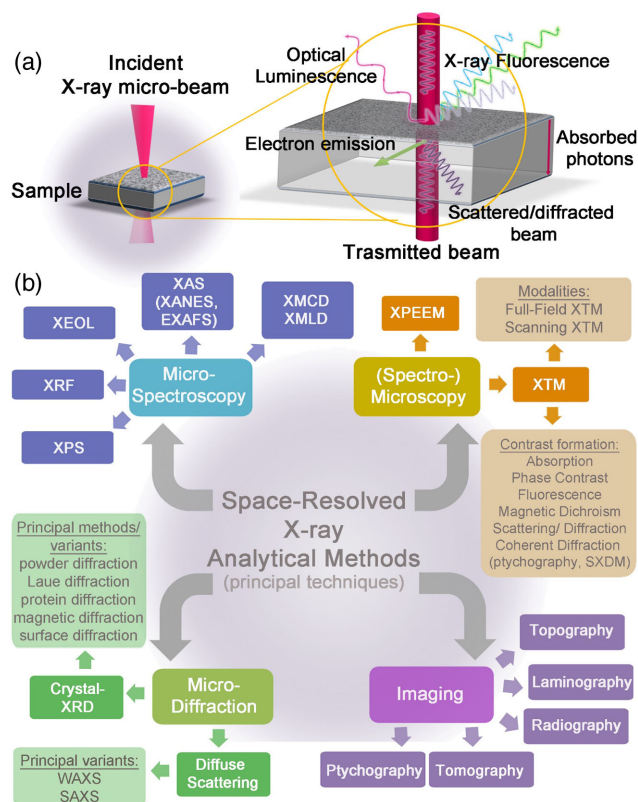 (a)
Incident
X-ray micro-beam
Sample
Optical
Luminescence
X-ray Fluorescence
Electron emission
Absorbed
photons
Scattered/diffracted
beam
Trasmitted beam
(b)
XEOL
XAS
(XANES,
EXAFS)
XMCD
XMLD
XRF
XPS
Micro-
Spectroscopy
XPEEM
(Spectro-)
Microscopy
XTM
Modalities:
Full-Field XTM
Scanning XTM
Contrast formation:
Absorption
Phase Contrast
Fluorescence
Magnetic Dichroism
Scattering/ Diffraction
Coherent Diffraction
(ptychography, SXDM)
Space-Resolved
X-ray
Analytical Methods
(principal techniques)
Principal methods/
variants:
powder diffraction
Laue diffraction
protein diffraction
magnetic diffraction
surface diffraction
Crystal-
XRD
Micro-
Diffraction
Principal variants:
WAXS
SAXS
Diffuse
Scattering
Imaging
Topography
Laminography
Radiography
Ptychography
Tomography